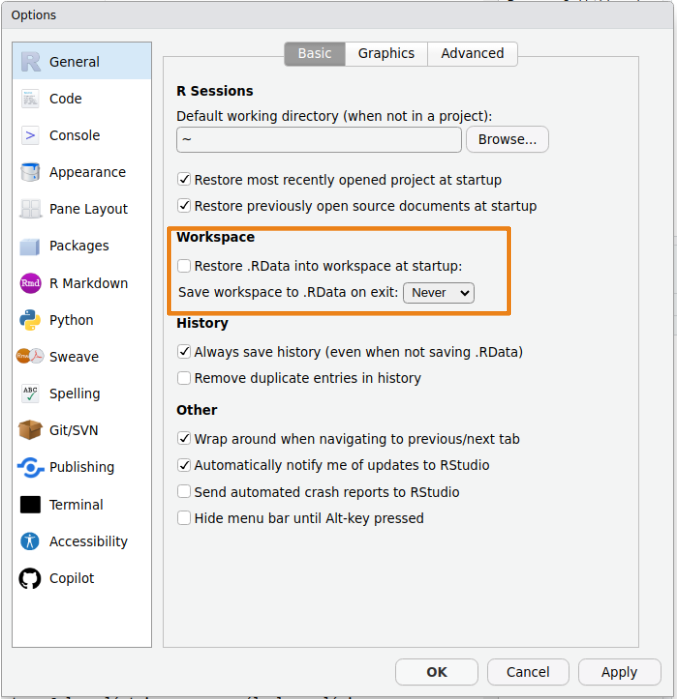 Options
General
Code
Console
Appearance
Pane Layout
Packages
R Markdown
Python
Sweave
Spelling
Git/SVN
Publishing
Terminal
Accessibility
Copilot
Basic Graphics Advanced
R Sessions
Default working directory (when not in a project):
~ Browse...
Restore most recently opened project at startup
Restore previously open source documents at startup
Workspace
Restore .RData into workspace at startup:
Save workspace to .RData on exit: Never
History
Always save history (even when not saving .RData)
Remove duplicate entries in history
Other
Wrap around when navigating to previous/next tab
Automatically notify me of updates to RStudio
Send automated crash reports to RStudio
Hide menu bar until Alt-key pressed
OK Cancel Apply